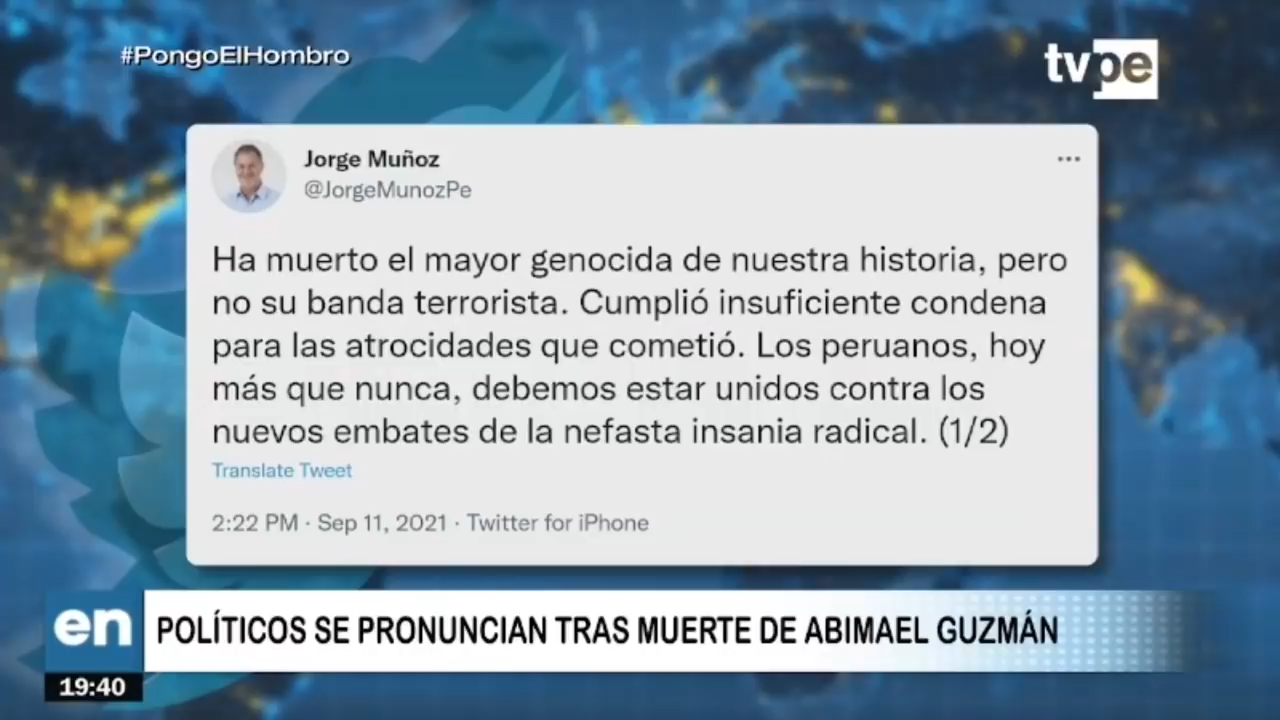 #PongoElHombro
tvpe
Jorge Muñoz
@JorgeMunozPe
Ha muerto el mayor genocida de nuestra historia, pero
no su banda terrorista. Cumplió insuficiente condena
para las atrocidades que cometió. Los peruanos, hoy
más que nunca, debemos estar unidos contra los
nuevos embates de la nefasta insania radical. (1/2)
Translate Tweet
2:22 PM · Sep 11, 2021 · Twitter for iPhone
en
POLÍTICOS SE PRONUNCIAN TRAS MUERTE DE ABIMAEL GUZMÁN
19:40